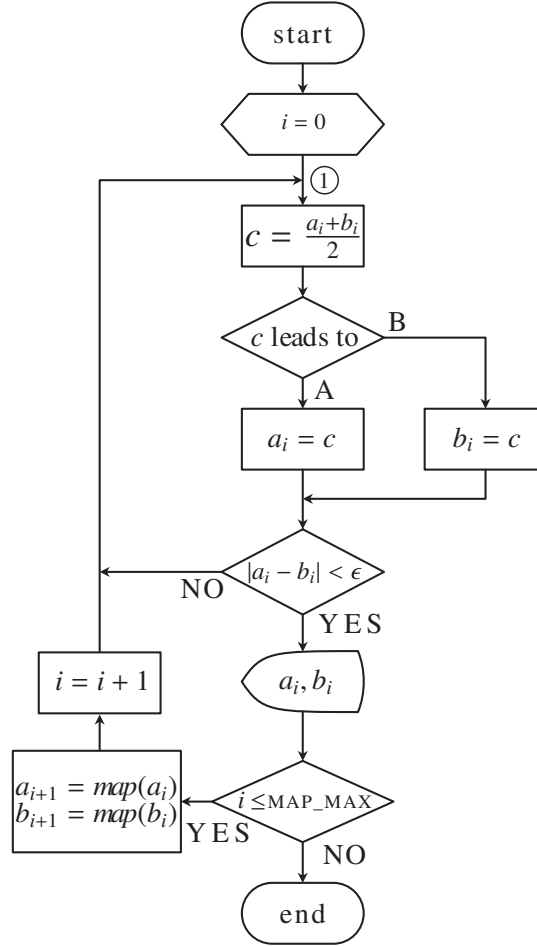 start
i = 0
①
c = \frac{a_i+b_i}{2}
c leads to
B
A
a_i = c
b_i = c
|a_i − b_i| < ϵ
NO
YES
i = i + 1
a_i, b_i
a_{i+1} = map(a_i)
b_{i+1} = map(b_i)
i ≤MAP_MAX
YES
NO
end